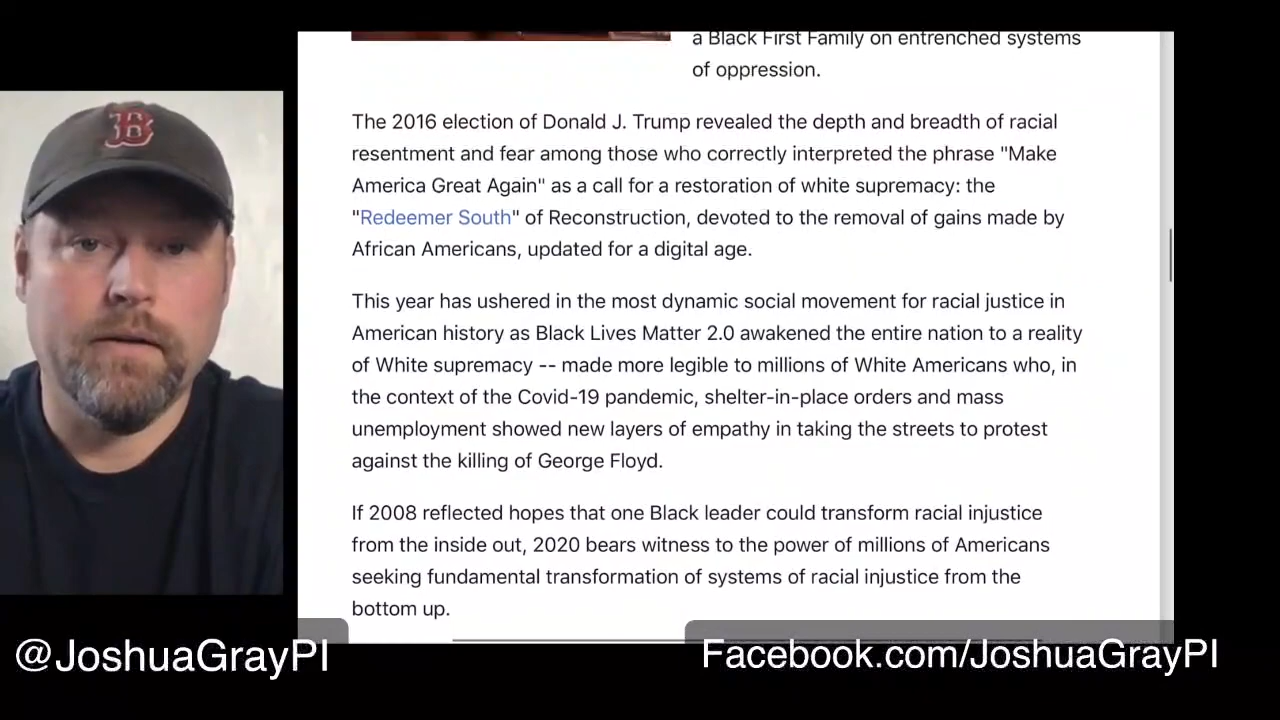 B
a Black First Family on entrenched systems
of oppression.
The 2016 election of Donald J. Trump revealed the depth and breadth of racial
resentment and fear among those who correctly interpreted the phrase "Make
America Great Again" as a call for a restoration of white supremacy: the
"Redeemer South" of Reconstruction, devoted to the removal of gains made by
African Americans, updated for a digital age.
This year has ushered in the most dynamic social movement for racial justice in
American history as Black Lives Matter 2.0 awakened the entire nation to a reality
of White supremacy -- made more legible to millions of White Americans who, in
the context of the Covid-19 pandemic, shelter-in-place orders and mass
unemployment showed new layers of empathy in taking the streets to protest
against the killing of George Floyd.
If 2008 reflected hopes that one Black leader could transform racial injustice
from the inside out, 2020 bears witness to the power of millions of Americans
seeking fundamental transformation of systems of racial injustice from the
bottom up.
@JoshuaGrayPI
Facebook.com/JoshuaGrayPI